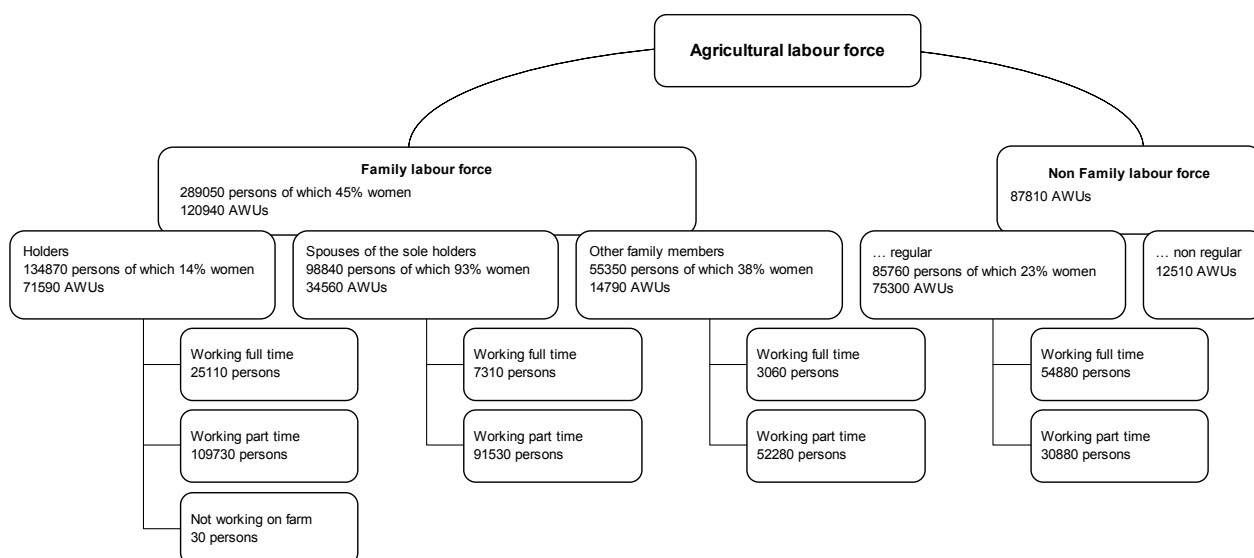 Agricultural labour force
Family labour force
289050 persons of which 45% women
120940 AWUs
Non Family labour force
87810 AWUs
Holders
134870 persons of which 14% women
71590 AWUs
Spouses of the sole holders
98840 persons of which 93% women
34560 AWUs
Other family members
55350 persons of which 38% women
14790 AWUs
... regular
85760 persons of which 23% women
75300 AWUs
... non regular
12510 AWUs
Working full time
25110 persons
Working full time
7310 persons
Working full time
3060 persons
Working full time
54880 persons
Working part time
109730 persons
Working part time
91530 persons
Working part time
52280 persons
Working part time
30880 persons
Not working on farm
30 persons